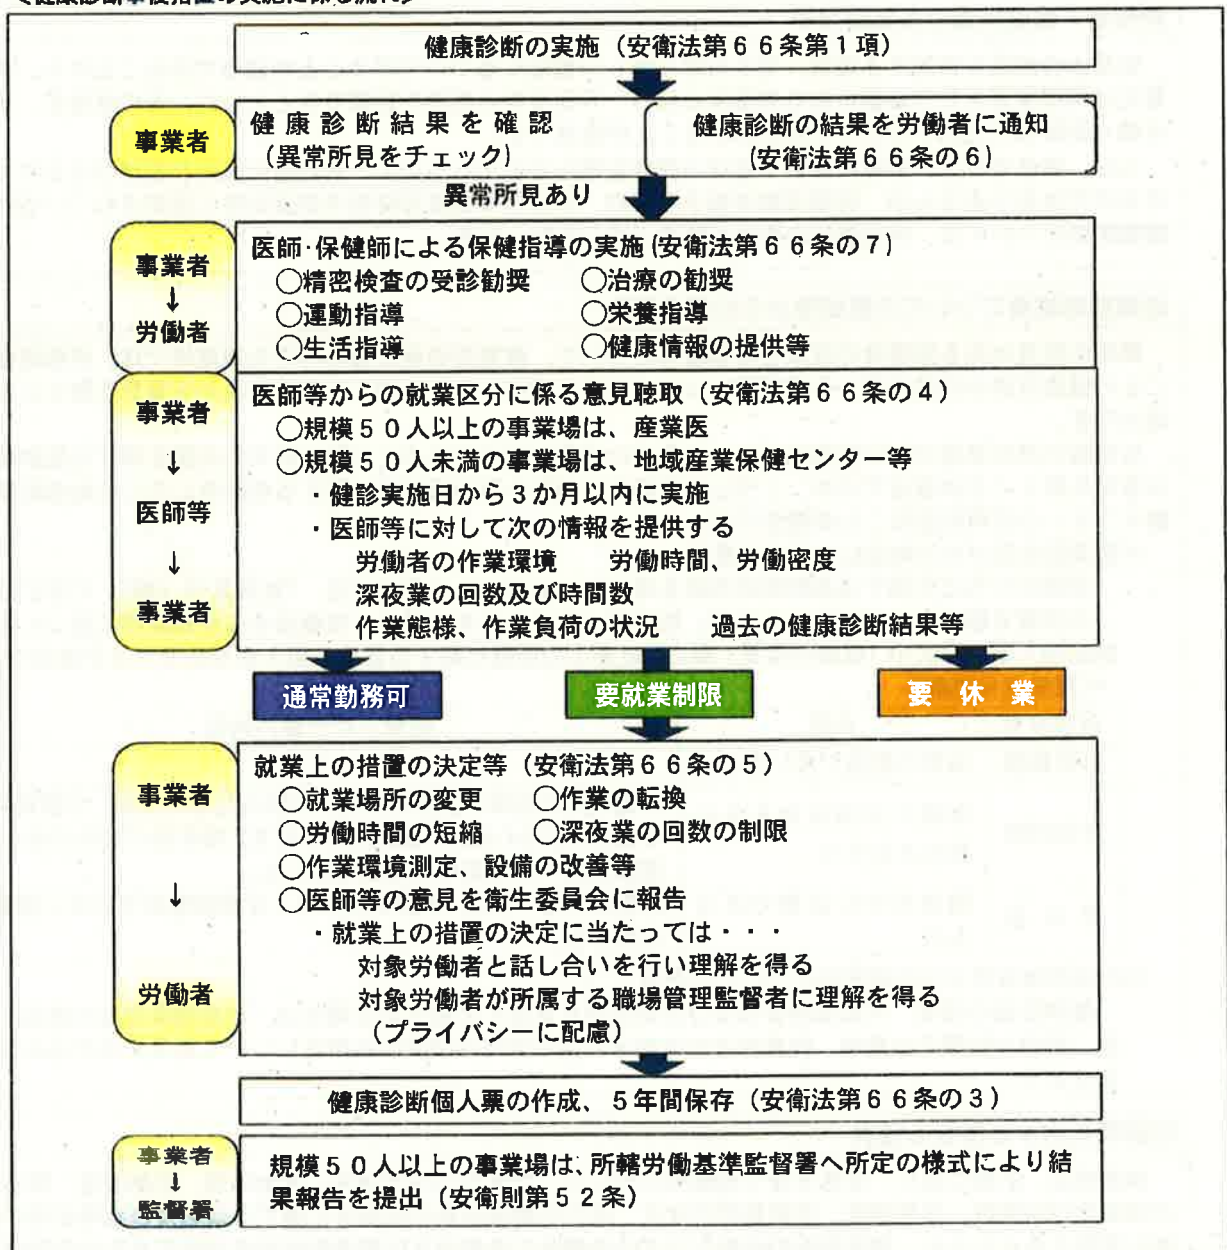 健康診断の実施（安衛法第６６条第１項）
事業者
健康診断結果を確認
（異常所見をチェック）
健康診断の結果を労働者に通知
（安衛法第６６条の６）
異常所見あり
事業者
↓
労働者
医師･保健師による保健指導の実施（安衛法第６６条の７）
○精密検査の受診勧奨　○治療の勧奨
○運動指導　○栄養指導
○生活指導　○健康情報の提供等
事業者
↓
医師等
↓
事業者
医師等からの就業区分に係る意見聴取（安衛法第６６条の４）
○規模５０人以上の事業場は、産業医
○規模５０人未満の事業場は、地域産業保健センター等
・健診実施日から３か月以内に実施
・医師等に対して次の情報を提供する
労働者の作業環境　労働時間、労働密度
深夜業の回数及び時間数
作業態様、作業負荷の状況　過去の健康診断結果等
通常勤務可　要就業制限　要休業
事業者
↓
労働者
就業上の措置の決定等（安衛法第６６条の５）
○就業場所の変更　○作業の転換
○労働時間の短縮　○深夜業の回数の制限
○作業環境測定、設備の改善等
○医師等の意見を衛生委員会に報告
・就業上の措置の決定に当たっては・・・
対象労働者と話し合いを行い理解を得る
対象労働者が所属する職場管理監督者に理解を得る
（プライバシーに配慮）
健康診断個人票の作成、５年間保存（安衛法第６６条の３）
事業者
↓
監督署
規模５０人以上の事業場は、所轄労働基準監督署へ所定の様式により結
果報告を提出（安衛則第５２条）